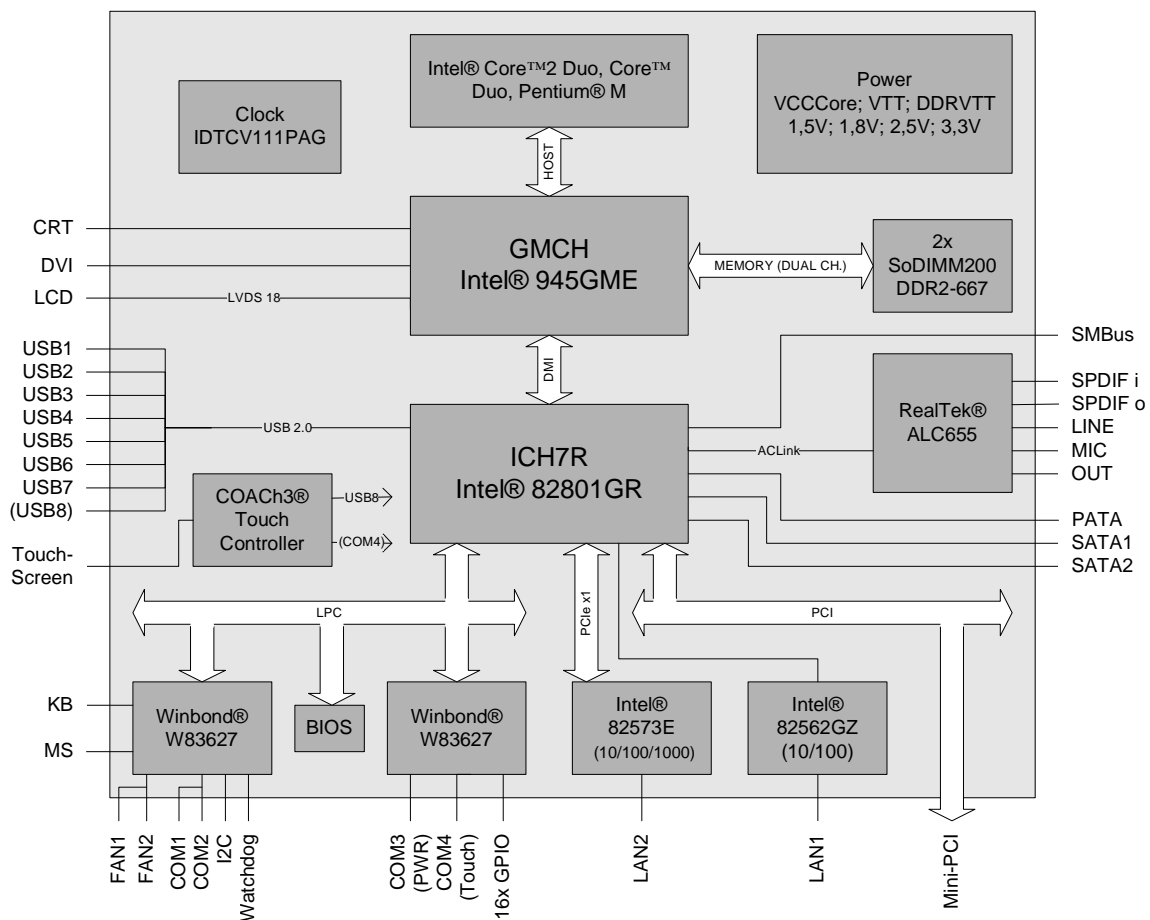 Intel® Core™2 Duo, Core™
Duo, Pentium® M
Power
VCCCore; VTT; DDRVTT
1,5V; 1,8V; 2,5V; 3,3V
Clock
IDTCV111PAG
HOST
CRT
DVI
LCD
LVDS 18
GMCH
Intel® 945GME
MEMORY (DUAL CH.)
2x
SoDIMM200
DDR2-667
DMI
USB1
USB2
USB3
USB4
USB5
USB6
USB7
(USB8)
USB 2.0
ICH7R
Intel® 82801GR
ACLink
RealTek®
ALC655
SMBus
SPDIF i
SPDIF o
LINE
MIC
OUT
PATA
SATA1
SATA2
COACh3®
Touch
Controller
USB8
(COM4)
Touch-
Screen
LPC
PCIe x1
PCI
KB
MS
Winbond®
W83627
BIOS
Winbond®
W83627
Intel®
82573E
(10/100/1000)
Intel®
82562GZ
(10/100)
FAN1
FAN2
COM1
COM2
I2C
Watchdog
COM3
(PWR)
COM4
(Touch)
16x GPIO
LAN2
LAN1
Mini-PCI